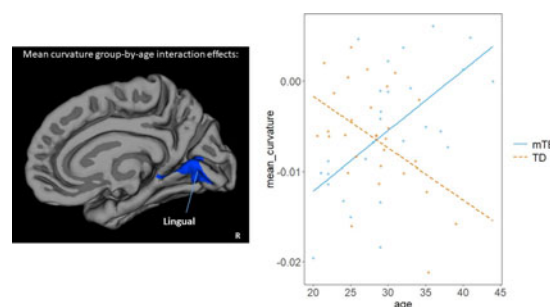 Mean curvature group-by-age interaction effects:
Lingual
R
mean_curvature
0.00
-0.01
-0.02
20
25
30
35
40
45
age
TD